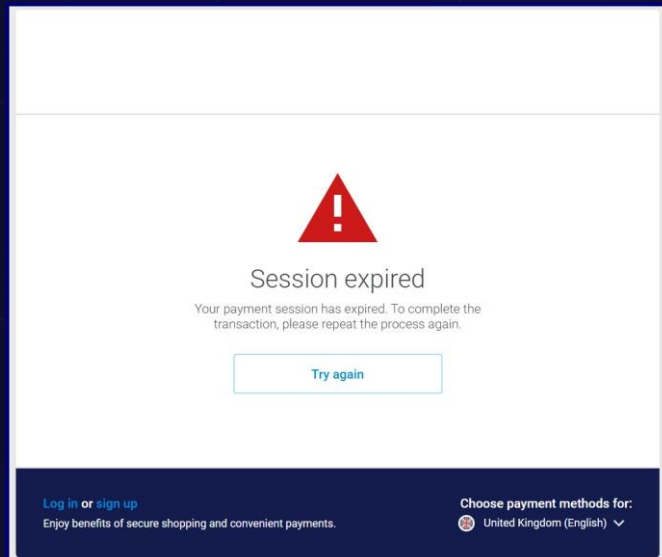 Session expired
Your payment session has expired. To complete the
transaction, please repeat the process again.
Try again
Log in or sign up
Enjoy benefits of secure shopping and convenient payments.
Choose payment methods for:
United Kingdom (English)